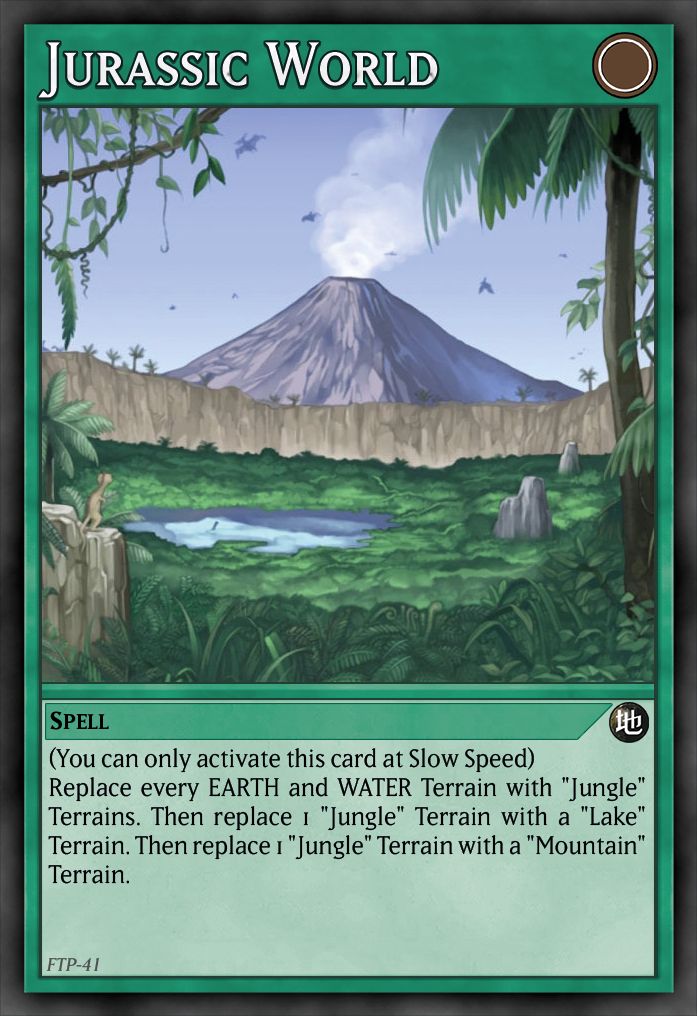 Jurassic World
Spell
(You can only activate this card at Slow Speed)
Replace every EARTH and WATER Terrain with "Jungle"
Terrains. Then replace 1 "Jungle" Terrain with a "Lake"
Terrain. Then replace 1 "Jungle" Terrain with a "Mountain"
Terrain.
FTP-41